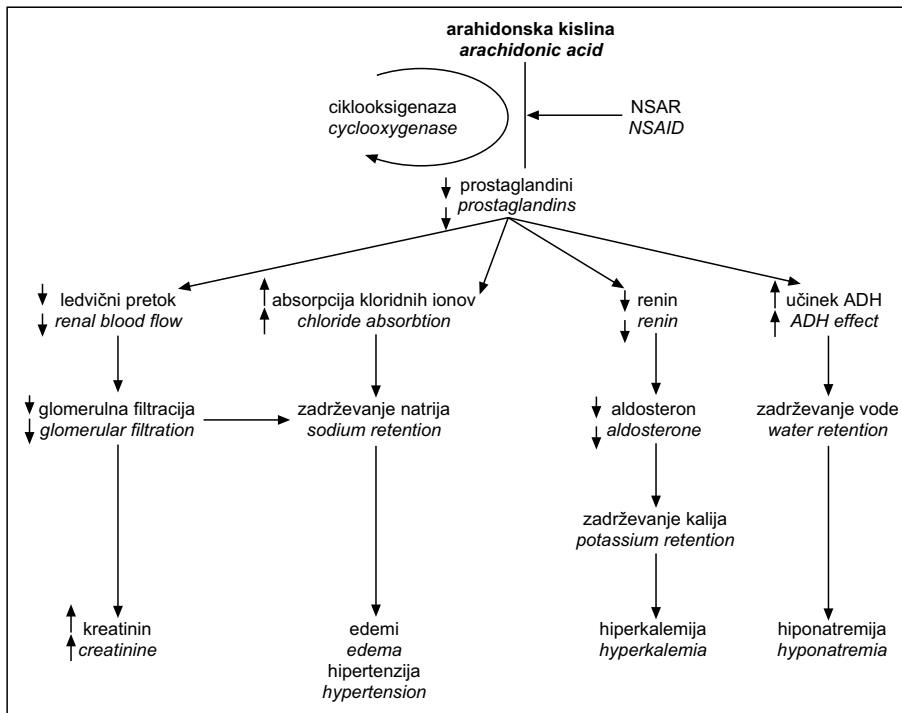 arahidonska kislina
arachidonic acid
ciklooksigenaza
cyclooxygenase
NSAR
NSAID
prostaglandini
prostaglandins
ledvični pretok
renal blood flow
absorpcija kloridnih ionov
chloride absorbtion
renin
renin
učinek ADH
ADH effect
glomerulna filtracija
glomerular filtration
zadrževanje natrija
sodium retention
aldosteron
aldosterone
zadrževanje vode
water retention
zadrževanje kalija
potassium retention
kreatinin
creatinine
edemi
edema
hipertenzija
hypertension
hiperkalemija
hyperkalemia
hiponatremija
hyponatremia